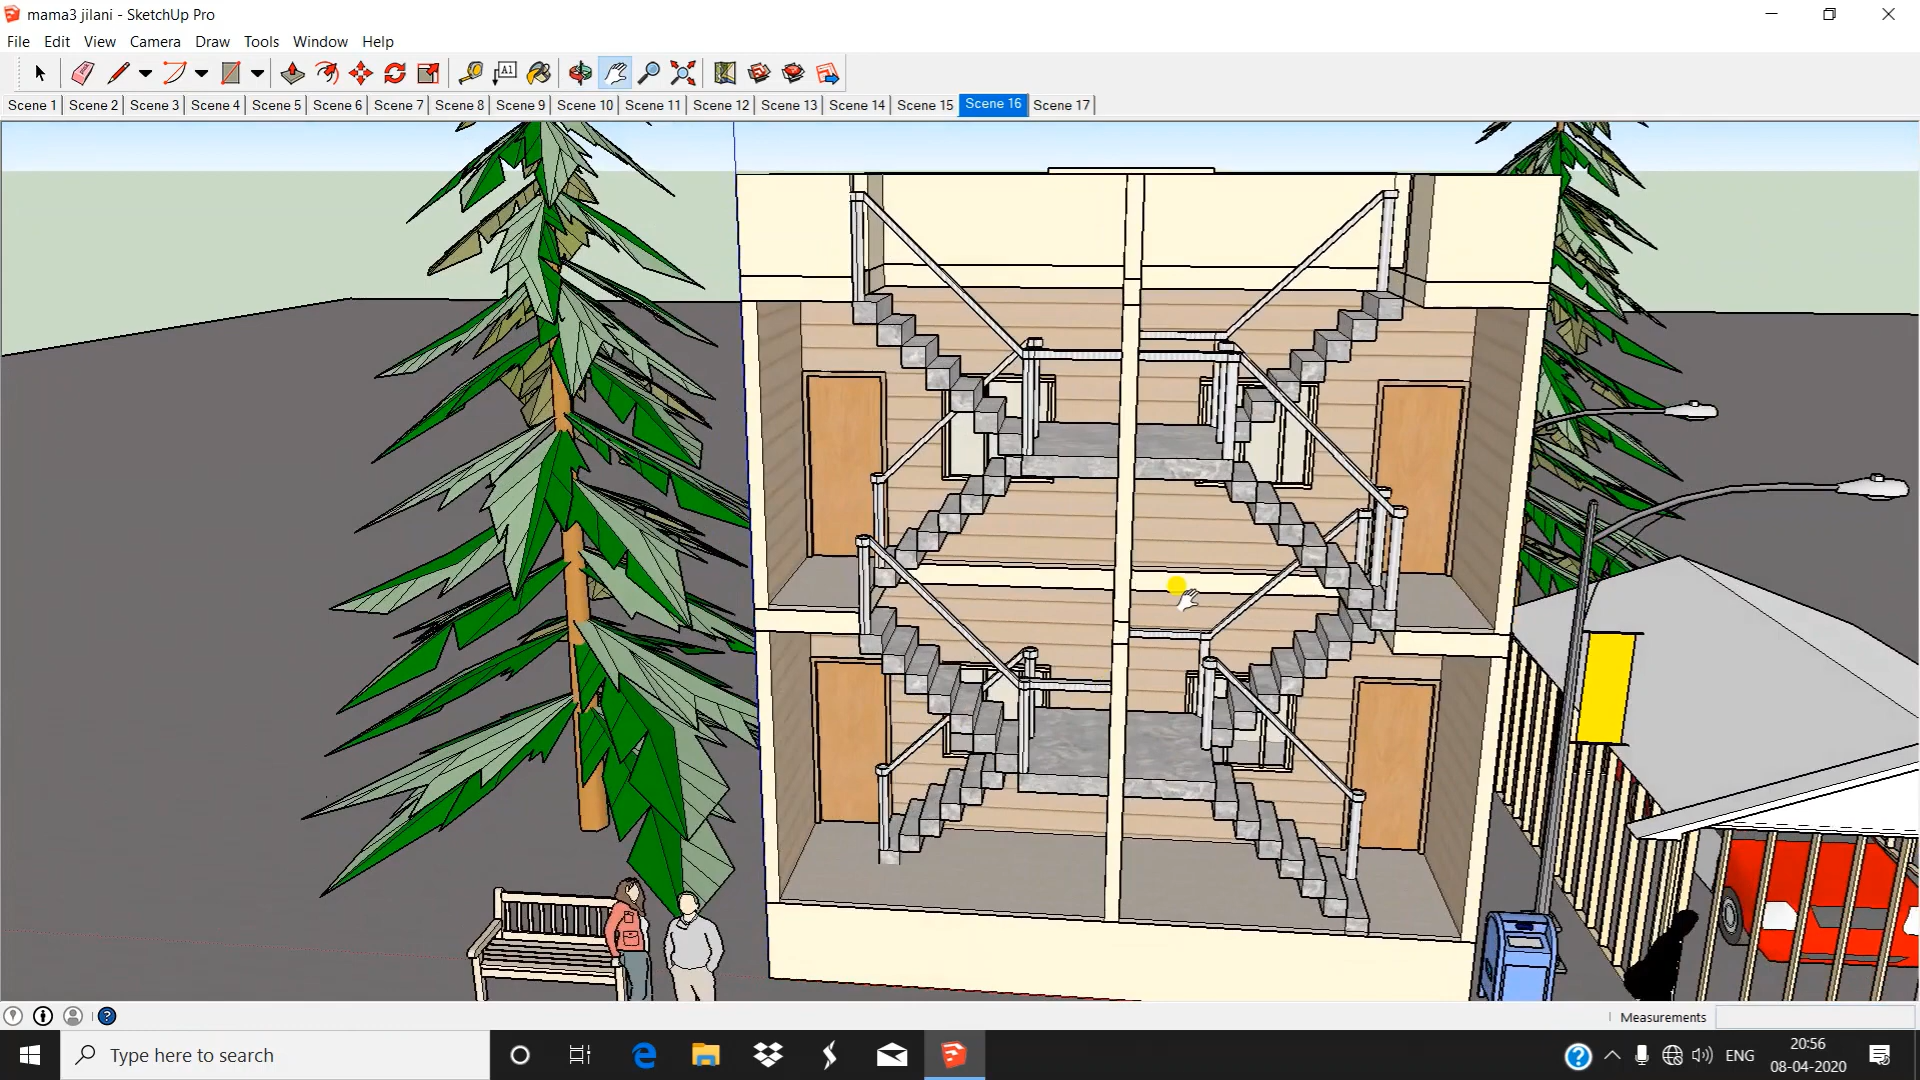 mama3 jilani - SketchUp Pro
File Edit View Camera Draw Tools Window Help
A1
Scene 1 Scene 2 Scene 3 Scene 4 Scene 5 Scene 6 Scene 7 Scene 8 Scene 9 Scene 10 Scene 11 Scene 12 Scene 13 Scene 14 Scene 15 Scene 16 Scene 17
Measurements
Type here to search
ENG
20:56
08-04-2020